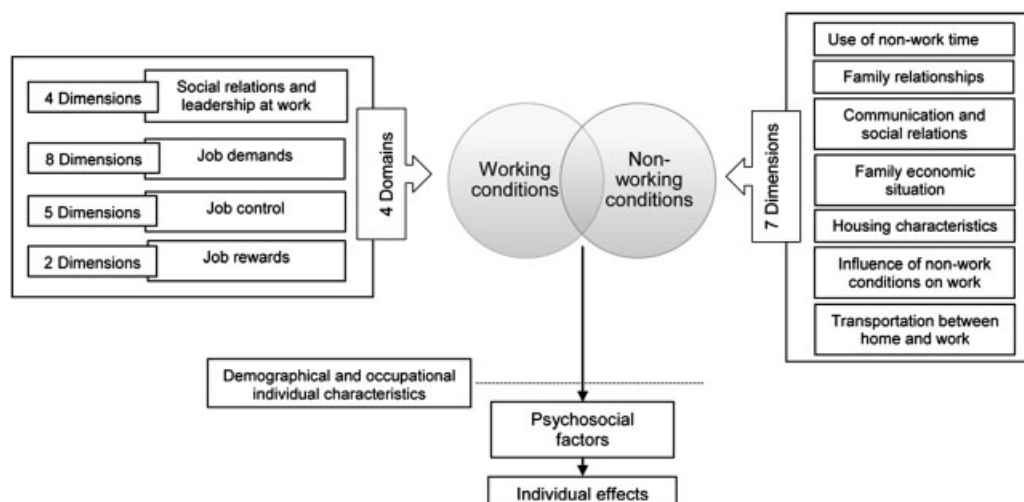 4 Dimensions
Social relations and
leadership at work
8 Dimensions
Job demands
5 Dimensions
Job control
2 Dimensions
Job rewards
4 Domains
Working
conditions
Non-
working
conditions
7 Dimensions
Use of non-work time
Family relationships
Communication and
social relations
Family economic
situation
Housing characteristics
Influence of non-work
conditions on work
Transportation between
home and work
Demographical and occupational
individual characteristics
Psychosocial
factors
Individual effects